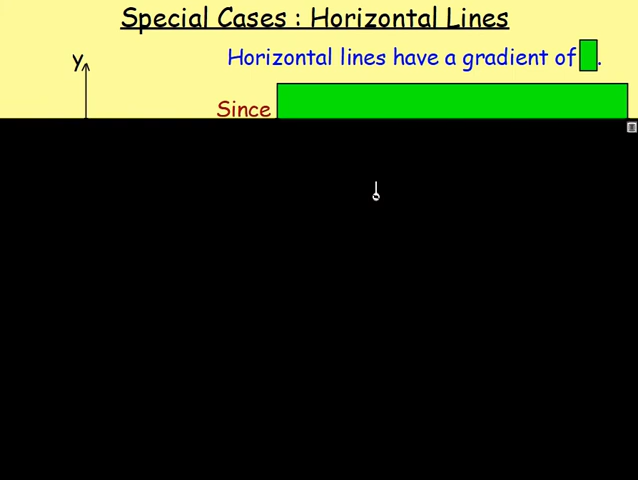 Special Cases : Horizontal Lines
Horizontal lines have a gradient of .
y
Since